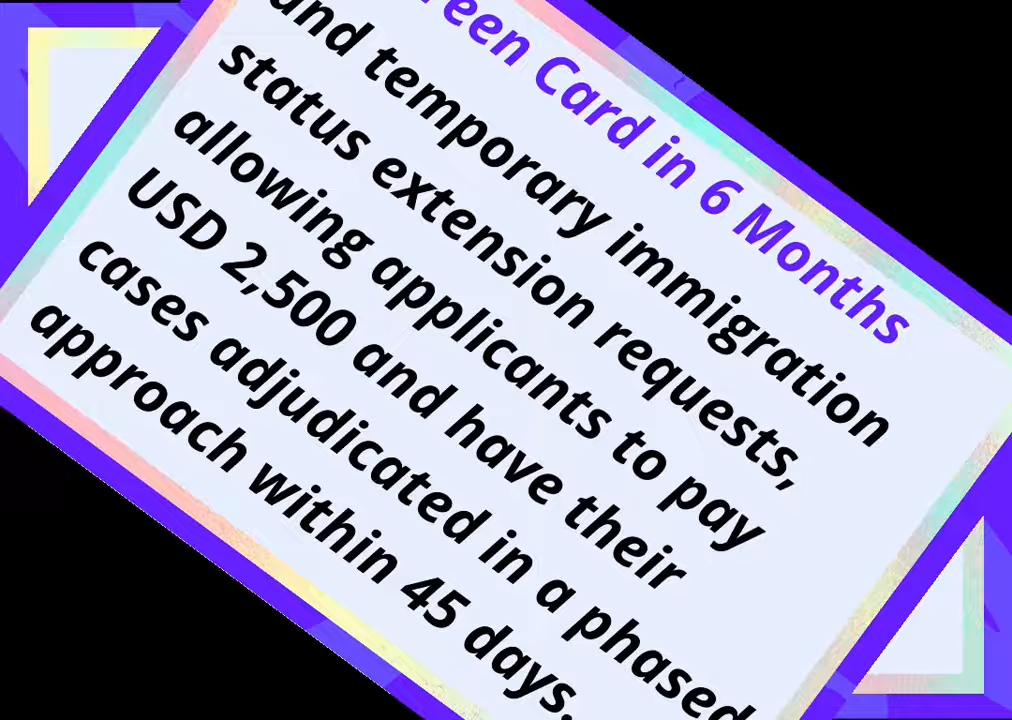 Card in 6 Months
and temporary immigration
status extension requests,
allowing applicants to pay
USD 2,500 and have their
cases adjudicated in a phased
approach within 45 days.